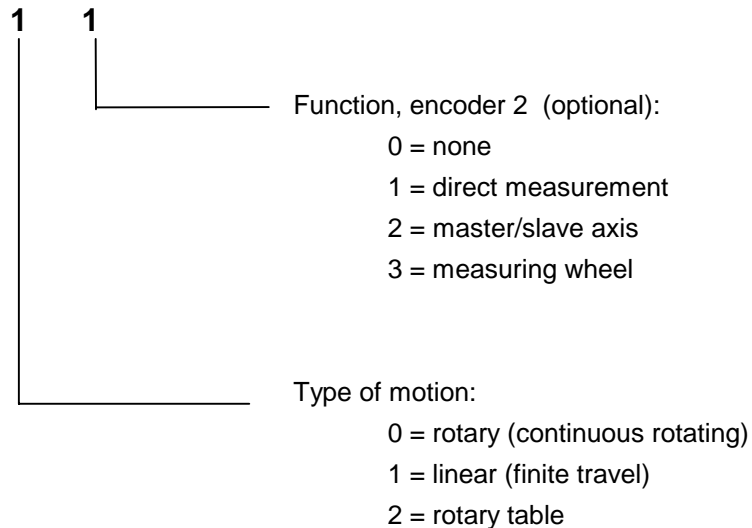 1 1
Function, encoder 2 (optional):
0 = none
1 = direct measurement
2 = master/slave axis
3 = measuring wheel
Type of motion:
0 = rotary (continuous rotating)
1 = linear (finite travel)
2 = rotary table